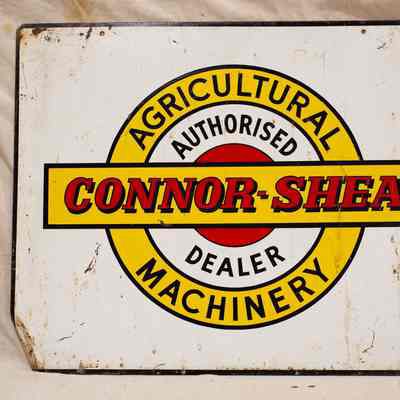 AGRICULTURAL
AUTHORISED
CONNOR-SHEA
DEALER
MACHINERY